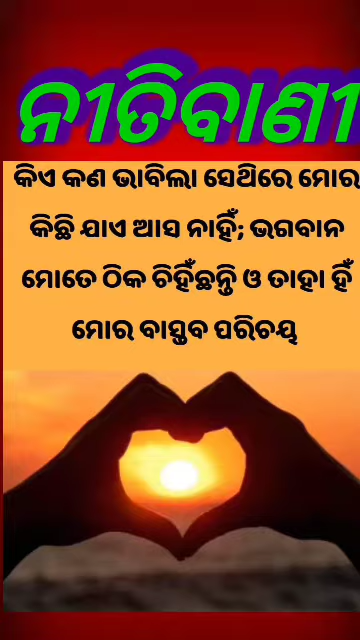 ନୀତିବାଣୀ
କିଏ କଣ ଭାବିଲା ସେଥିରେ ମୋର
କିଛି ଯାଏ ଆସ ନାହିଁ; ଭଗବାନ
ମୋତେ ଠିକ ଚିହିଁଛନ୍ତି ଓ ତାହା ହିଁ
ମୋର ବାସ୍ତବ ପରିଚୟ